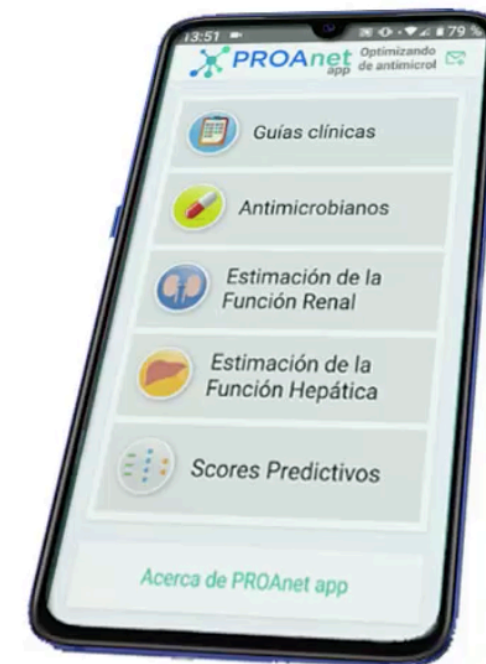 13:51
79 %
PROAnet
app
Optimizando
de antimicrol
Guías clínicas
Antimicrobianos
Estimación de la
Función Renal
Estimación de la
Función Hepática
Scores Predictivos
Acerca de PROAnet app